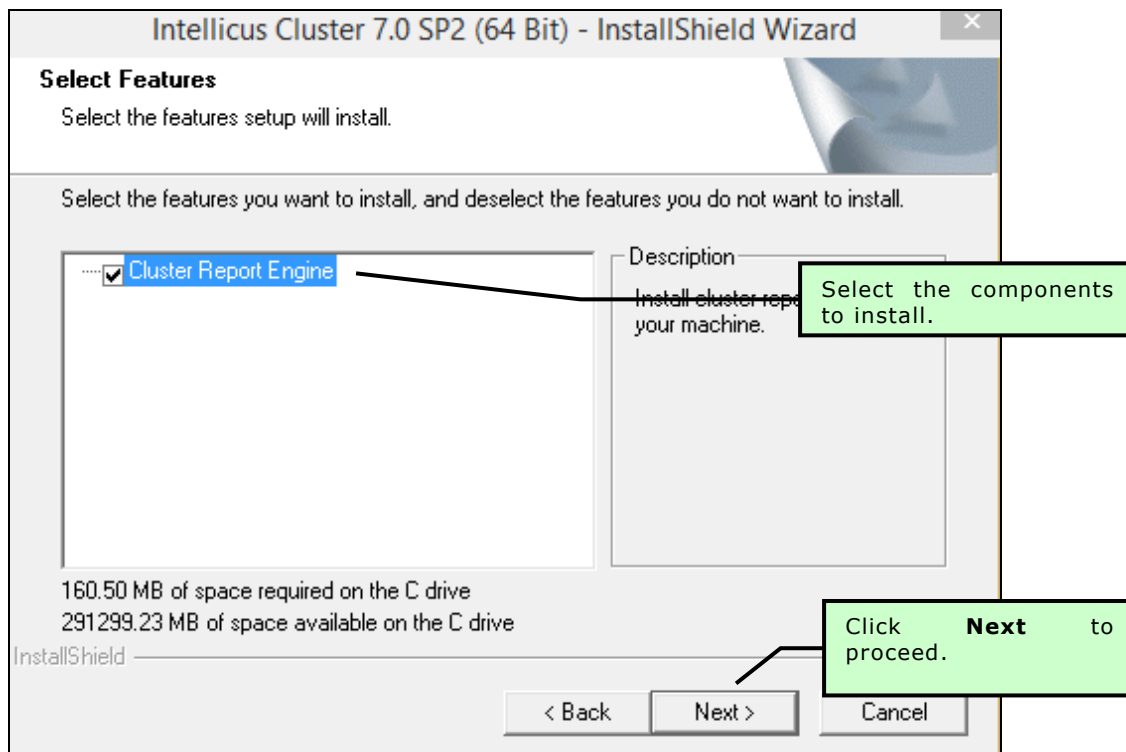 Intellicus Cluster 7.0 SP2 (64 Bit) - InstallShield Wizard
Select Features
Select the features setup will install.
Select the features you want to install, and deselect the features you do not want to install.
Cluster Report Engine
Description
Install cluster repo
your machine.
Select the components
to install.
160.50 MB of space required on the C drive
291299.23 MB of space available on the C drive
Click Next to
proceed.
InstallShield
< Back
Next >
Cancel